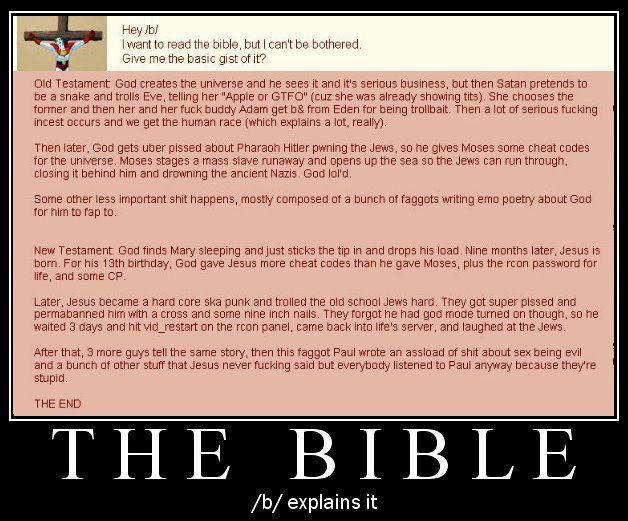 Hey /b/
I want to read the bible, but I can't be bothered.
Give me the basic gist of it?
Old Testament: God creates the universe and he sees it and it's serious business, but then Satan pretends to
be a snake and trolls Eve, telling her "Apple or GTFO" (cuz she was already showing tits). She chooses the
former and then her and her fuck buddy Adam get b& from Eden for being trollbait. Then a lot of serious fucking
incest occurs and we get the human race (which explains a lot, really).
Then later, God gets uber pissed about Pharaoh Hitler pwning the Jews, so he gives Moses some cheat codes
for the universe. Moses stages a mass slave runaway and opens up the sea so the Jews can run through,
closing it behind him and drowning the ancient Nazis. God lol'd.
Some other less important shit happens, mostly composed of a bunch of faggots writing emo poetry about God
for him to fap to.
New Testament: God finds Mary sleeping and just sticks the tip in and drops his load. Nine months later, Jesus is
born. For his 13th birthday, God gave Jesus more cheat codes than he gave Moses, plus the rcon password for
life, and some CP.
Later, Jesus became a hard core ska punk and trolled the old school Jews hard. They got super pissed and
permabanned him with a cross and some nine inch nails. They forgot he had god mode turned on though, so he
waited 3 days and hit vid_restart on the rcon panel, came back into life's server, and laughed at the Jews.
After that, 3 more guys tell the same story, then this faggot Paul wrote an assload of shit about sex being evil
and a bunch of other stuff that Jesus never fucking said but everybody listened to Paul anyway because they're
stupid.
THE END
THE BIBLE
/b/ explains it